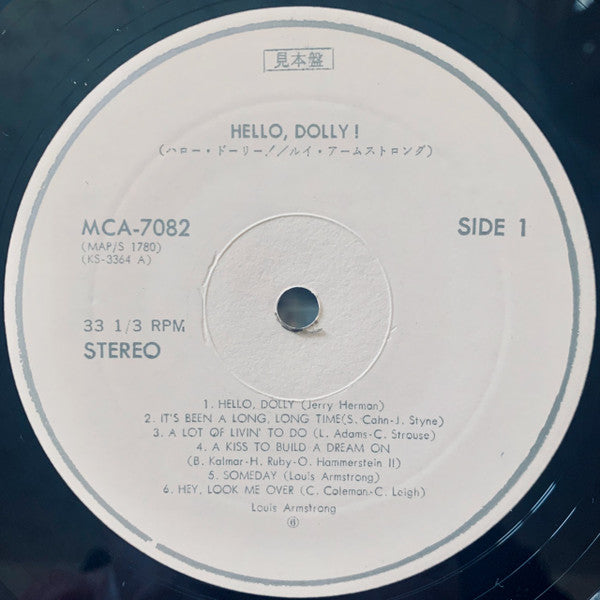 見本盤
HELLO, DOLLY !
(ハロー・ドーリー!／ルイ・アームストロング)
MCA-7082
SIDE 1
(MAP/S 1780)
(KS-3364 A)
33 1/3 RPM
STEREO
1. HELLO, DOLLY (Jerry Herman)
2. IT'S BEEN A LONG, LONG TIME(S. Cahn-J. Styne)
3. A LOT OF LIVIN' TO DO (L. Adams-C. Strouse)
4. A KISS TO BUILD A DREAM ON
(B. Kalmar-H. Ruby-O. Hammerstein II)
5. SOMEDAY (Louis Armstrong)
6. HEY, LOOK ME OVER (C. Coleman-C. Leigh)
Louis Armstrong